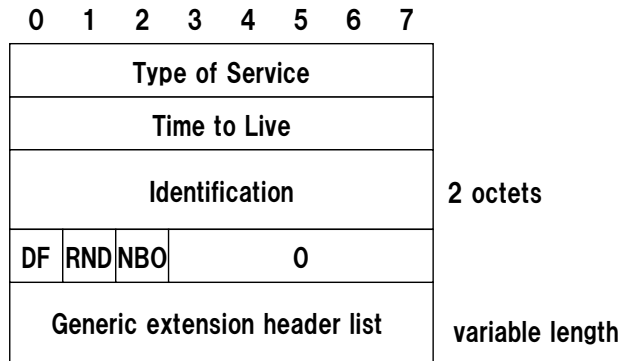 0 1 2 3 4 5 6 7
Type of Service
Time to Live
Identification 2 octets
DF RND NBO 0
Generic extension header list variable length